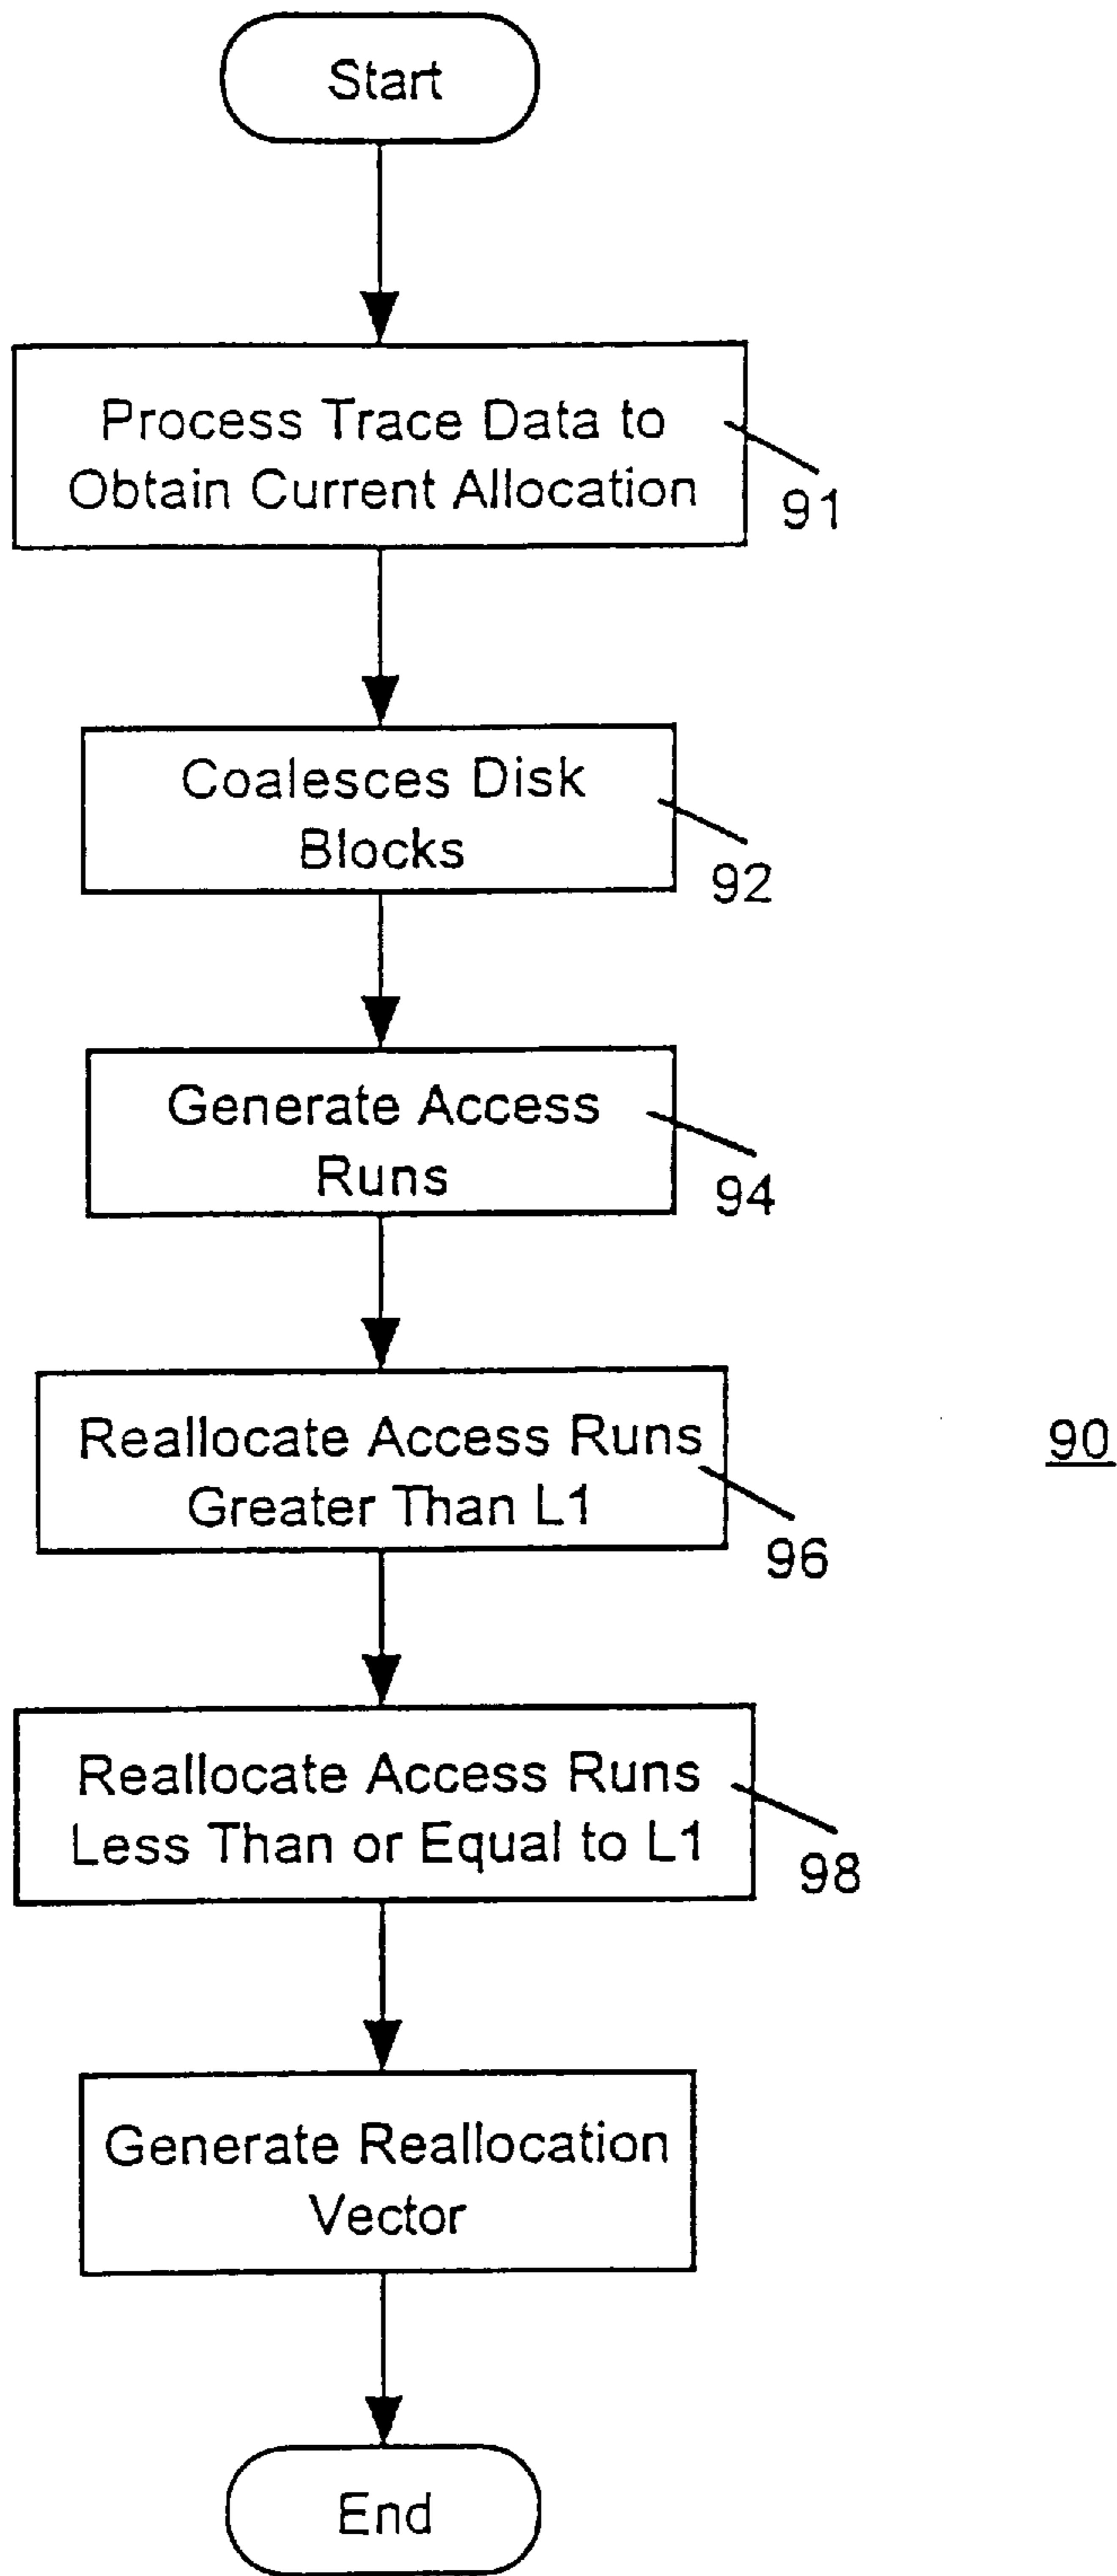 Start
Process Trace Data to
Obtain Current Allocation
91
Coalesces Disk
Blocks
92
Generate Access
Runs
94
Reallocate Access Runs
Greater Than L1
96
90
Reallocate Access Runs
Less Than or Equal to L1
98
Generate Reallocation
Vector
End